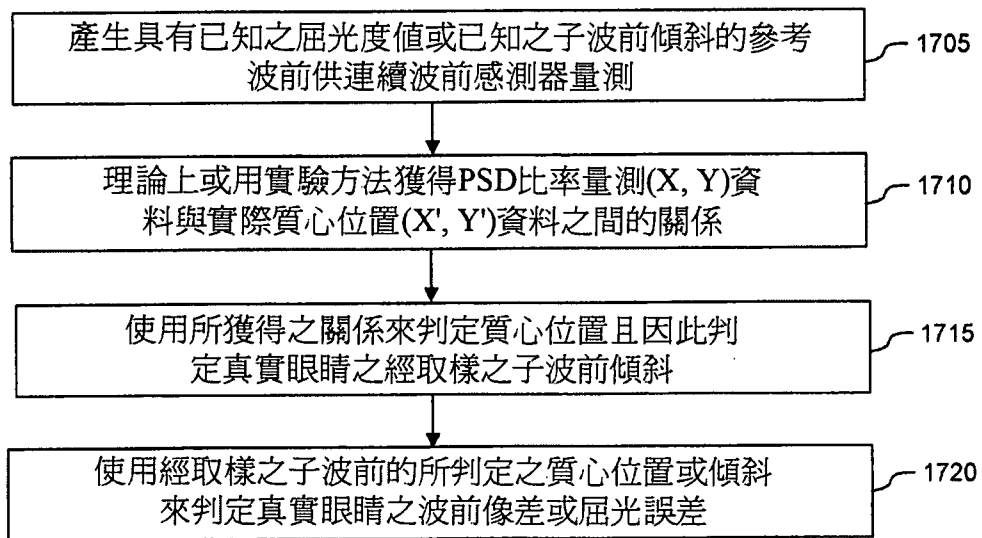 產生具有已知之屈光度值或已知之子波前傾斜的參考
波前供連續波前感測器量測
1705
理論上或用實驗方法獲得PSD比率量測(X, Y)資
料與實際質心位置(X', Y')資料之間的關係
1710
使用所獲得之關係來判定質心位置且因此判
定真實眼睛之經取樣之子波前傾斜
1715
使用經取樣之子波前的所判定之質心位置或傾斜
來判定真實眼睛之波前像差或屈光誤差
1720